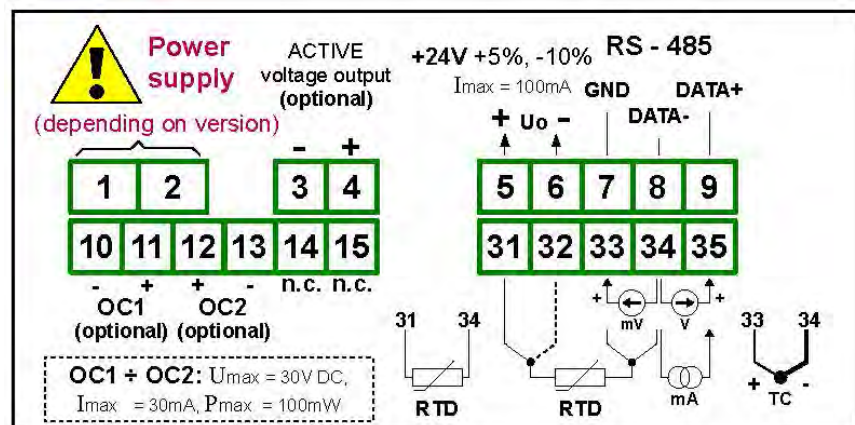 Power
supply
(depending on version)
ACTIVE
voltage output
(optional)
- +
+24V +5%, -10%
Imax = 100mA
+ Uo -
RS - 485
GND
DATA-
DATA+
1 2 3 4 5 6 7 8 9
10 11 12 13 14 15 31 32 33 34 35
- + + - n.c. n.c.
OC1
(optional)
OC2
(optional)
OC1 ÷ OC2: Umax = 30V DC,
Imax = 30mA, Pmax = 100mW
31 34
RTD
RTD
+ mV
V +
mA
33 34
+ TC -